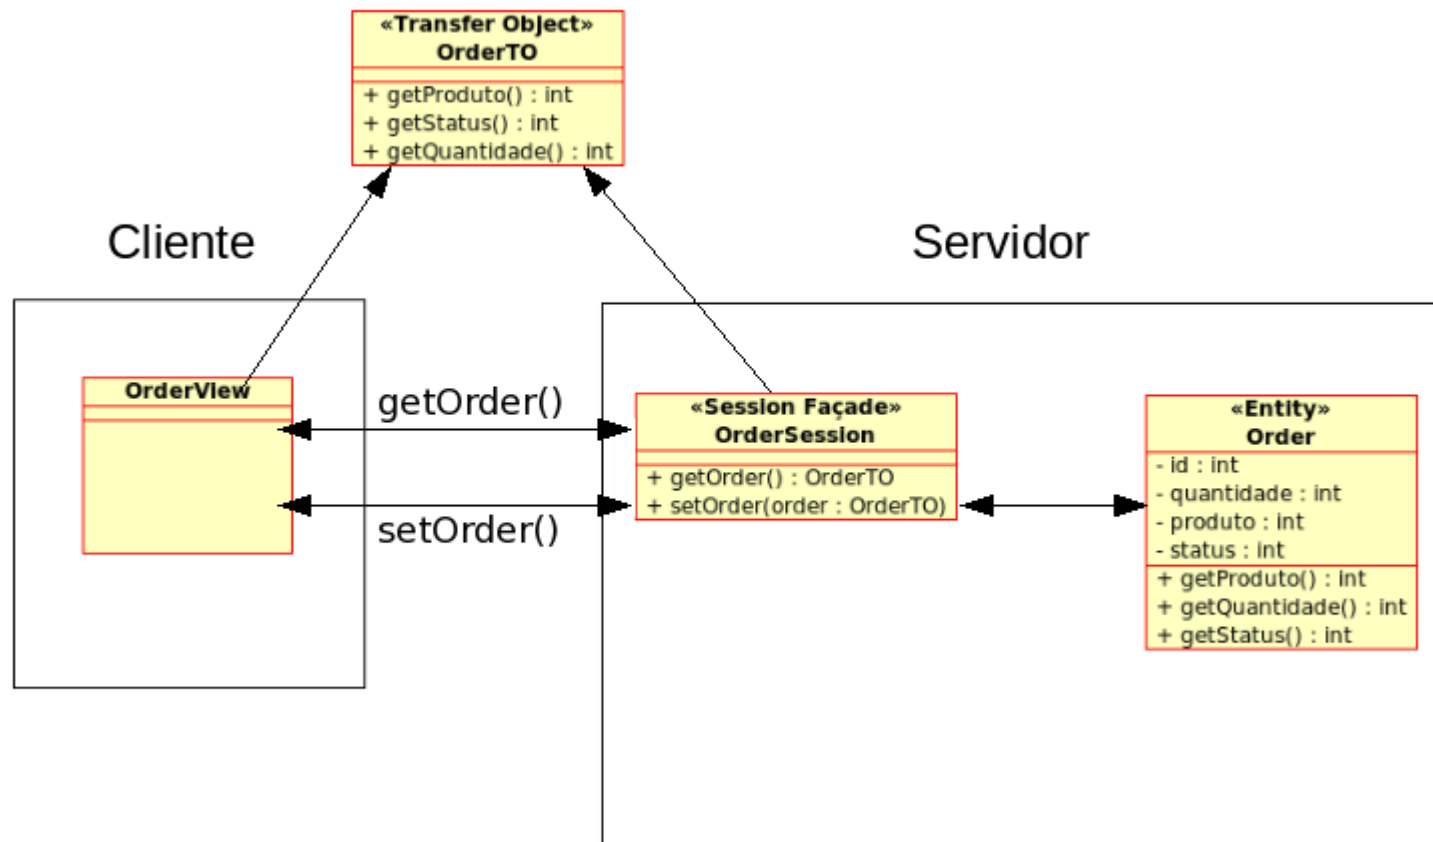 «Transfer Object»
OrderTO
+ getProduto() : int
+ getStatus() : int
+ getQuantidade() : int
Cliente
Servidor
OrderView
getOrder()
setOrder()
«Session Façade»
OrderSession
+ getOrder() : OrderTO
+ setOrder(order : OrderTO)
«Entity»
Order
- id : int
- quantidade : int
- produto : int
- status : int
+ getProduto() : int
+ getQuantidade() : int
+ getStatus() : int